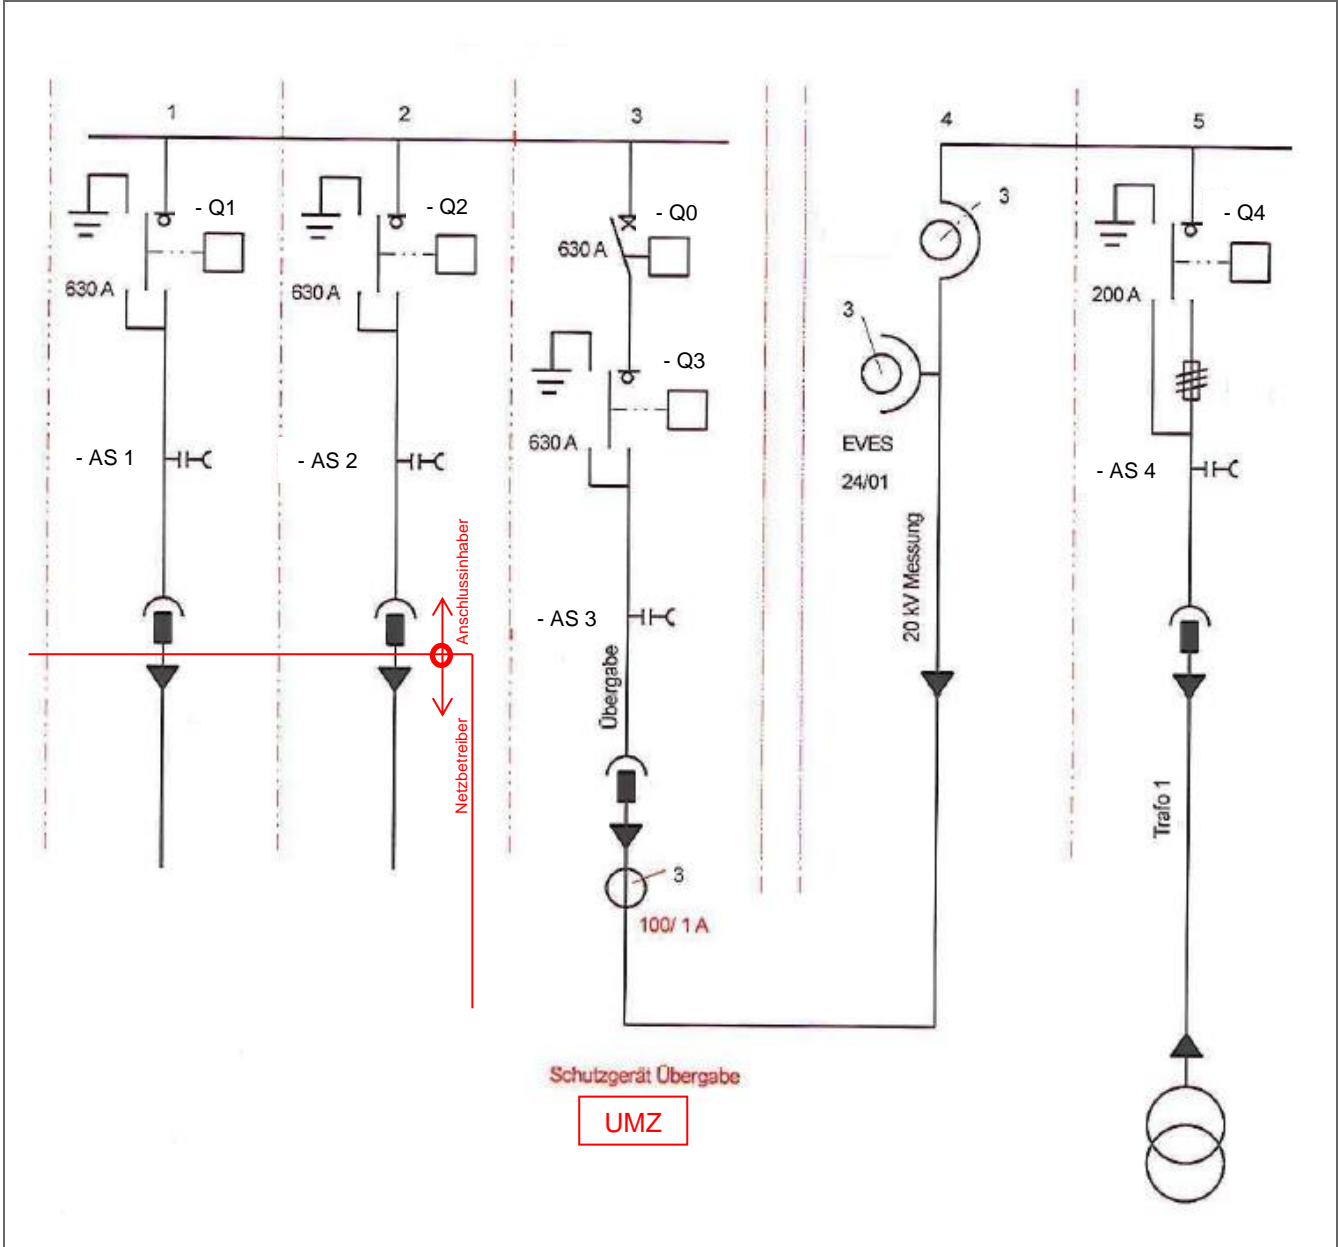 1
2
3
4
5
- Q1
- Q2
- Q0
3
- Q4
630 A
630 A
630 A
200 A
3
- Q3
630 A
EVES
24/01
- AS 1
- AS 2
- AS 4
Anschlussinhaber
20 kV Messung
- AS 3
Übergabe
Netzbetreiber
Trafo 1
3
100/ 1 A
Schutzgerät Übergabe
UMZ